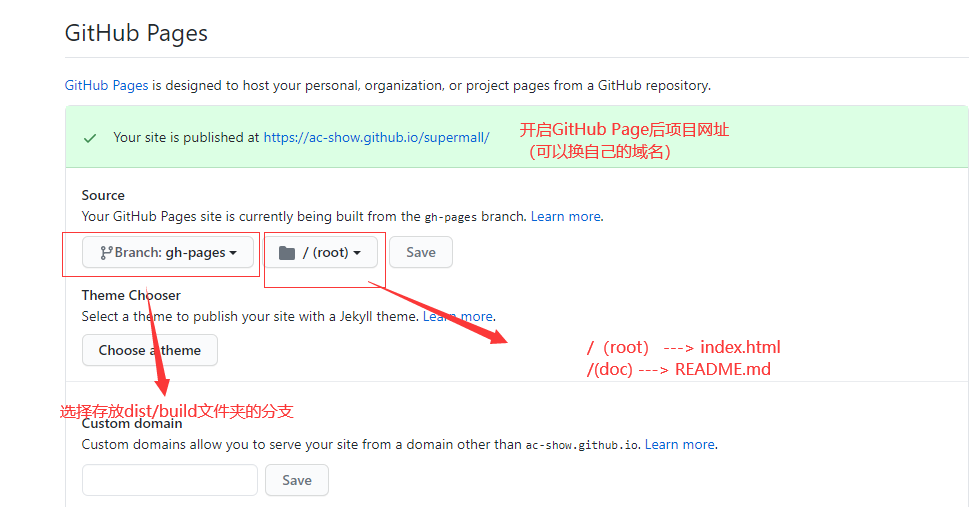 GitHub Pages
GitHub Pages is designed to host your personal, organization, or project pages from a GitHub repository.
Your site is published at https://ac-show.github.io/supermall/
开启GitHub Page后项目网址
（可以换自己的域名）
Source
Your GitHub Pages site is currently being built from the gh-pages branch. Learn more.
Branch: gh-pages
/ (root)
Save
Theme Chooser
Select a theme to publish your site with a Jekyll theme. Learn more.
Choose a theme
/（root） ---> index.html
/(doc) ---> README.md
选择存放dist/build文件夹的分支
Custom domain
Custom domains allow you to serve your site from a domain other than ac-show.github.io. Learn more.
Save